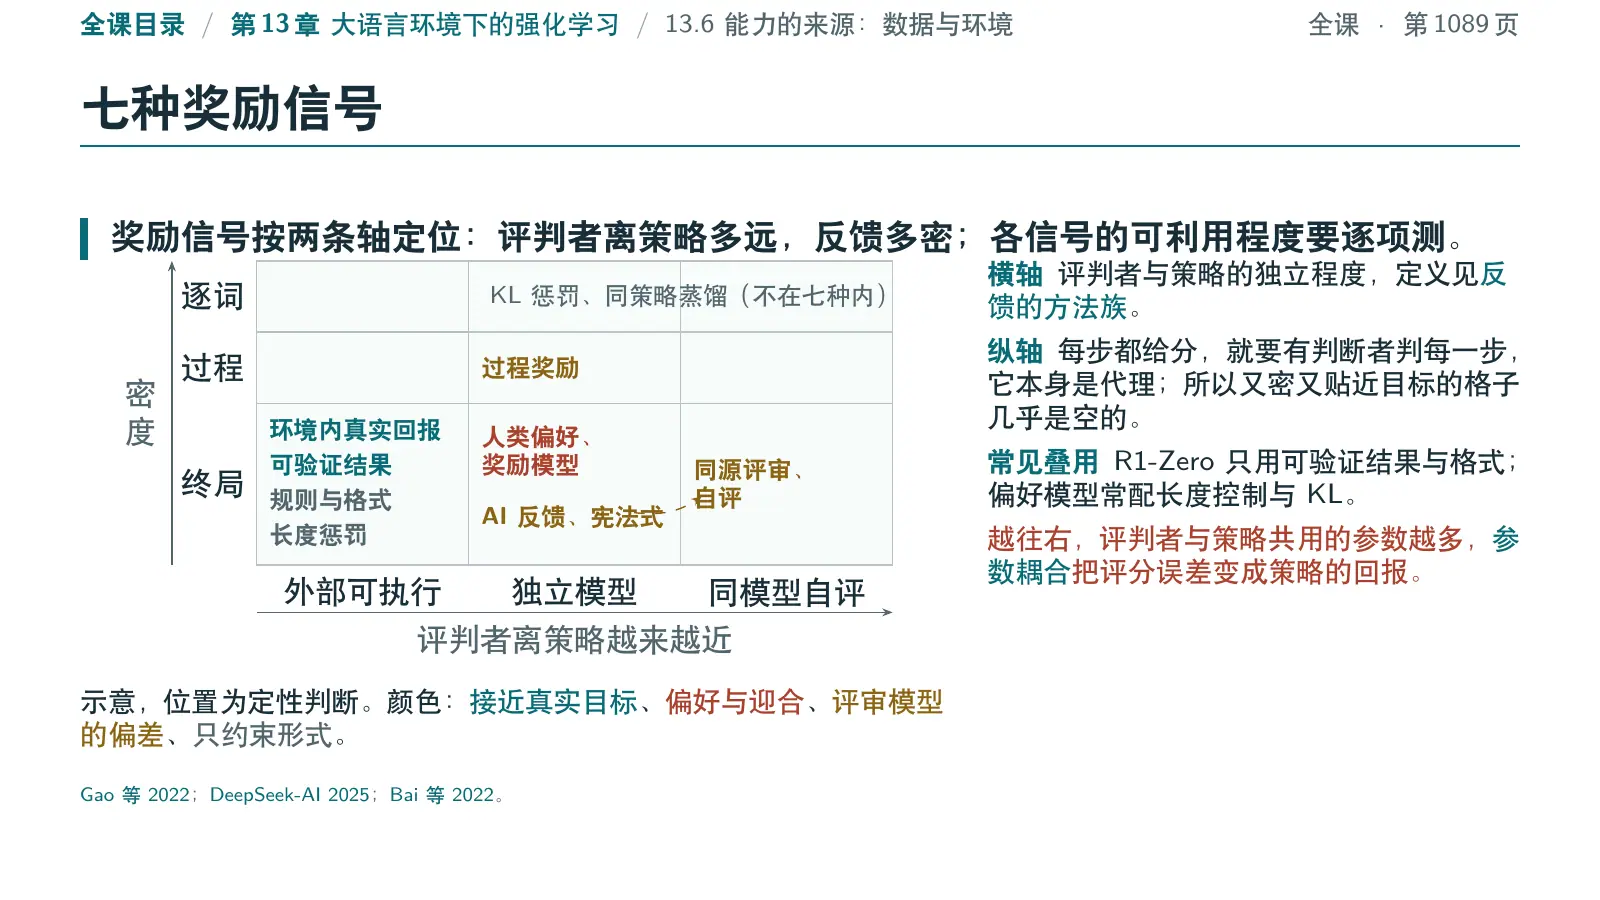 全课目录 / 第13章 大语言环境下的强化学习 / 13.6 能力的来源：数据与环境
全课 · 第1089页
七种奖励信号
奖励信号按两条轴定位：评判者离策略多远，反馈多密；各信号的可利用程度要逐项测。
密度
逐词
KL 惩罚、同策略蒸馏（不在七种内）
过程
过程奖励
终局
环境内真实回报
可验证结果
规则与格式
长度惩罚
人类偏好、
奖励模型
AI 反馈、宪法式
同源评审、
自评
外部可执行
独立模型
同模型自评
评判者离策略越来越近
横轴 评判者与策略的独立程度，定义见反
馈的方法族。
纵轴 每步都给分，就要有判断者判每一步，
它本身是代理；所以又密又贴近目标的格子
几乎是空的。
常见叠用 R1-Zero 只用可验证结果与格式；
偏好模型常配长度控制与 KL。
越往右，评判者与策略共用的参数越多，参
数耦合把评分误差变成策略的回报。
示意，位置为定性判断。颜色：接近真实目标、偏好与迎合、评审模型
的偏差、只约束形式。
Gao 等 2022；DeepSeek-AI 2025；Bai 等 2022。